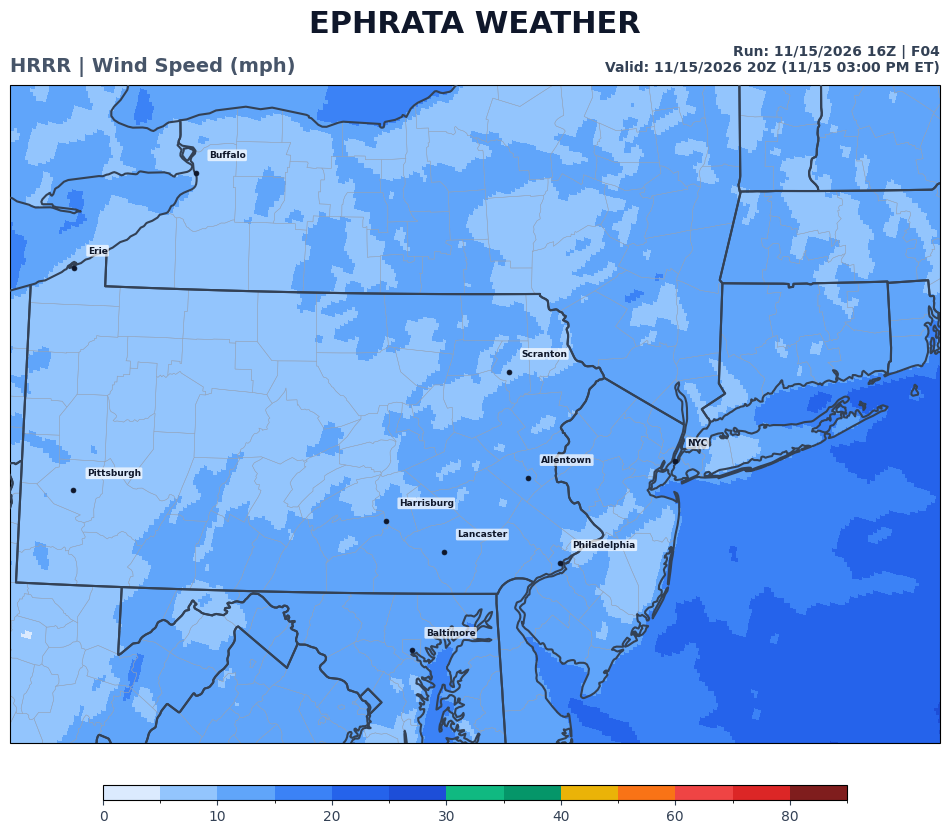 EPHRATA WEATHER
HRRR | Wind Speed (mph)
Run: 11/15/2026 16Z | F04
Valid: 11/15/2026 20Z (11/15 03:00 PM ET)
Buffalo
Erie
Scranton
NYC
Allentown
Pittsburgh
Harrisburg
Lancaster
Philadelphia
Baltimore
0 10 20 30 40 50 60 70 80